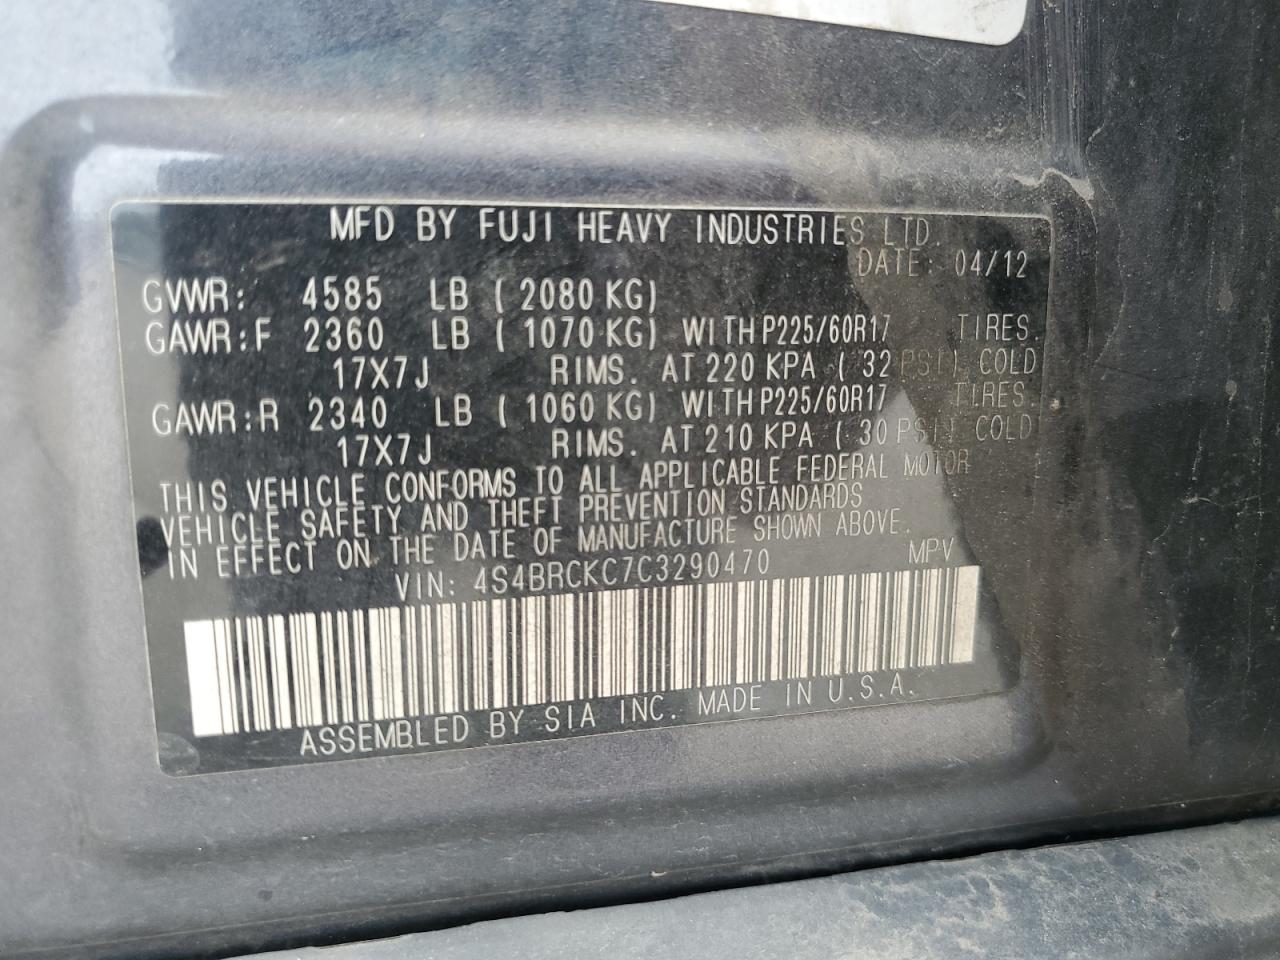 MFD BY FUJI HEAVY INDUSTRIES LTD.
DATE: 04/12
GVWR: 4585 LB ( 2080 KG)
GAWR:F 2360 LB ( 1070 KG) WITH P225/60R17 TIRES.
17X7J RIMS. AT 220 KPA ( 32 PSI) COLD
GAWR:R 2340 LB ( 1060 KG) WITH P225/60R17 TIRES.
17X7J RIMS. AT 210 KPA ( 30 PSI) COLD
THIS VEHICLE CONFORMS TO ALL APPLICABLE FEDERAL MOTOR
VEHICLE SAFETY AND THEFT PREVENTION STANDARDS
IN EFFECT ON THE DATE OF MANUFACTURE SHOWN ABOVE.
VIN: 4S4BRCKC7C3290470 MPV
ASSEMBLED BY SIA INC. MADE IN U.S.A.